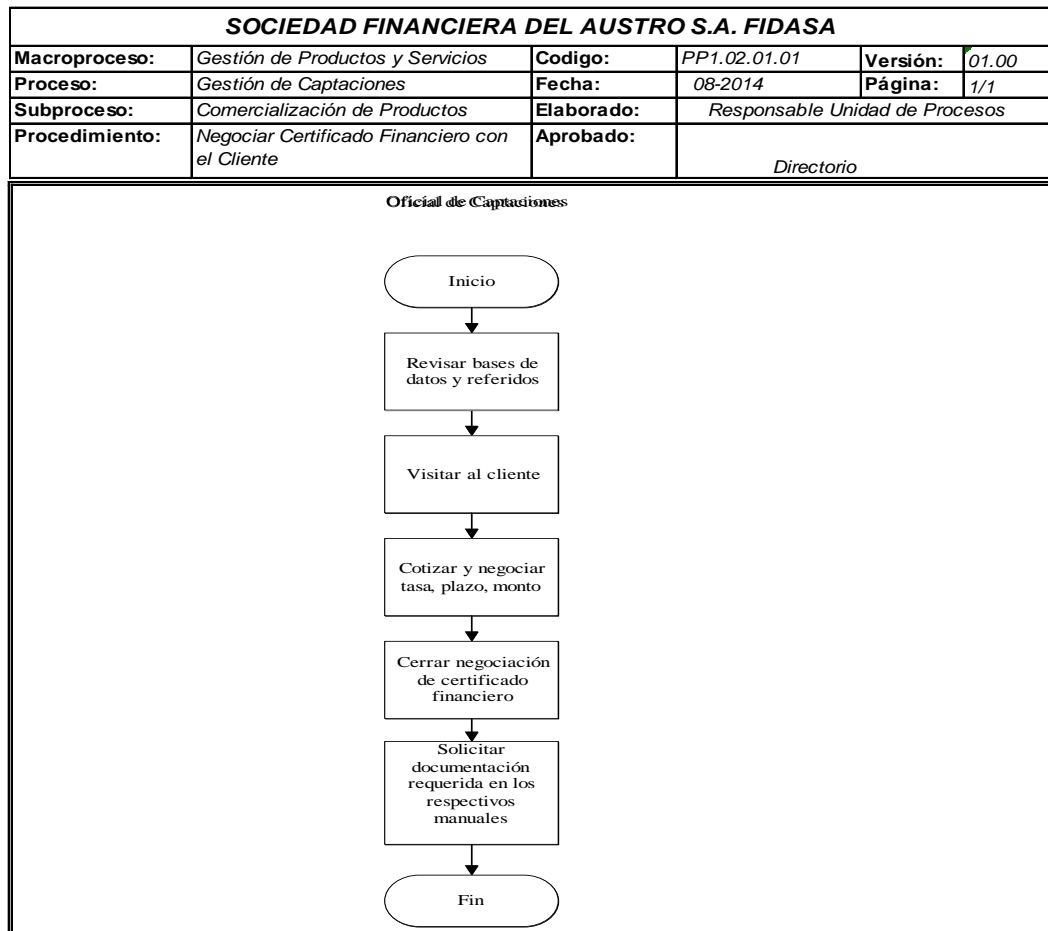 SOCIEDAD FINANCIERA DEL AUSTRO S.A. FIDASA
Macroproceso: Gestión de Productos y Servicios Codigo: PP1.02.01.01 Versión: 01.00
Proceso: Gestión de Captaciones Fecha: 08-2014 Página: 1/1
Subproceso: Comercialización de Productos Elaborado: Responsable Unidad de Procesos
Procedimiento: Negociar Certificado Financiero con Aprobado:
el Cliente Directorio
Oficial de Captaciones
Inicio
Revisar bases de
datos y referidos
Visitar al cliente
Cotizar y negociar
tasa, plazo, monto
Cerrar negociación
de certificado
financiero
Solicitar
documentación
requerida en los
respectivos
manuales
Fin